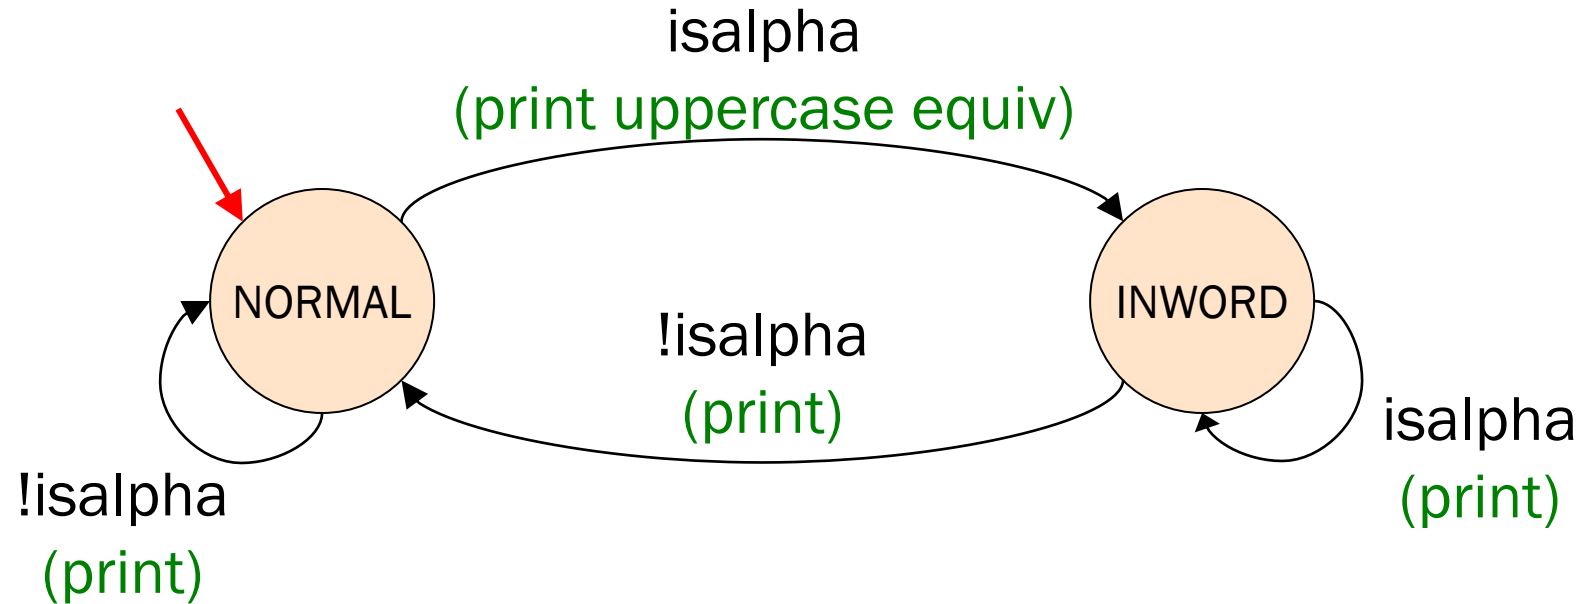 isalpha
(print uppercase equiv)
NORMAL
INWORD
!isalpha
(print)
isalpha
(print)
!isalpha
(print)